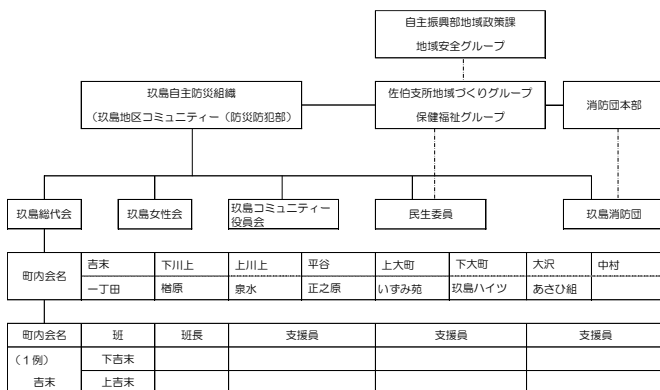 自主振興部地域政策課
地域安全グループ
玖島自主防災組織
(玖島地区コミュニティー(防災防犯部)
佐伯支所地域づくりグループ
保健福祉グループ
消防団本部
玖島総代会
玖島女性会
玖島コミュニティー
役員会
民生委員
玖島消防団
町内会名 吉末 下川上 上川上 平谷 上大町 下大町 大沢 中村
一丁田 楢原 泉水 正之原 いずみ苑 玖島ハイツ あさひ組
町内会名 班 班長 支援員 支援員 支援員
(1例) 下吉末
吉末 上吉末